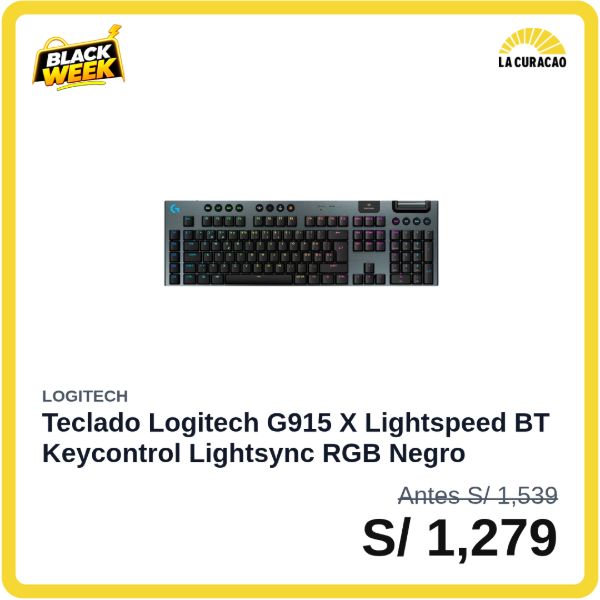 BLACK
WEEK
LA CURACAO
LOGITECH
Teclado Logitech G915 X Lightspeed BT
Keycontrol Lightsync RGB Negro
Antes S/ 1,539
S/ 1,279